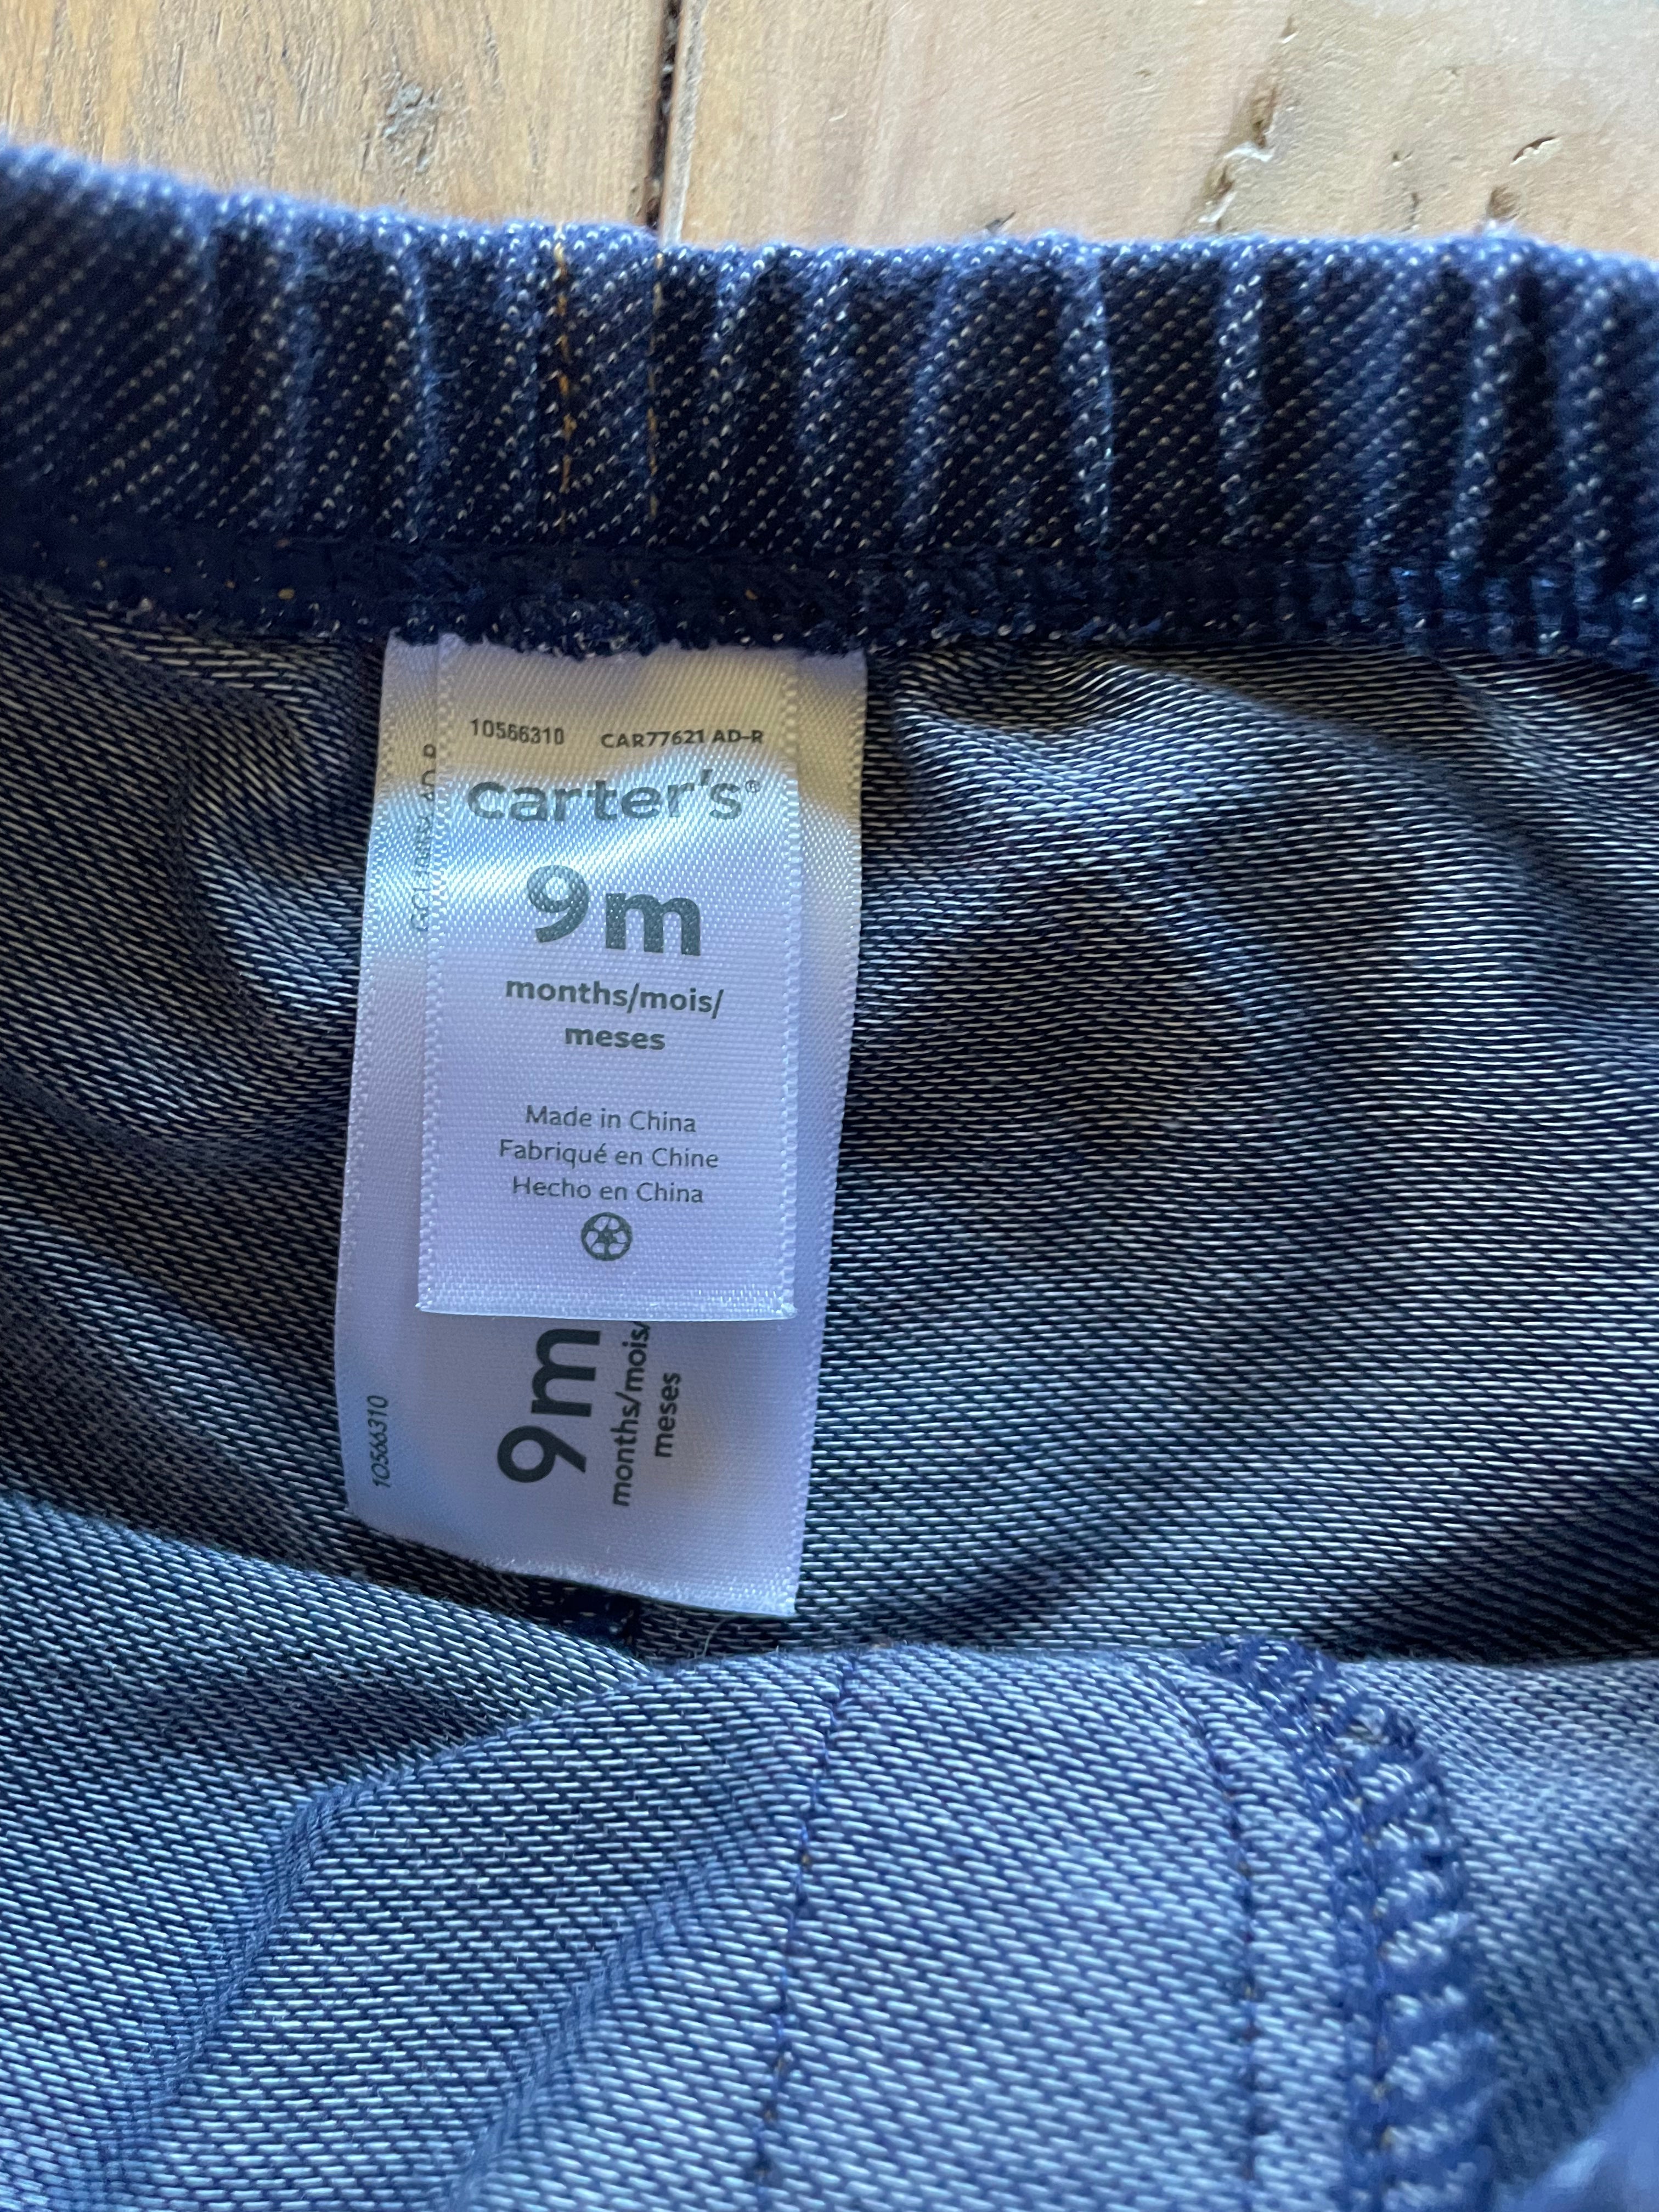 10566310 CAR77621 AD-R
carter's®
9m
months/mois/
meses
Made in China
Fabriqué en Chine
Hecho en China
9m
months/mois/
meses
10566310